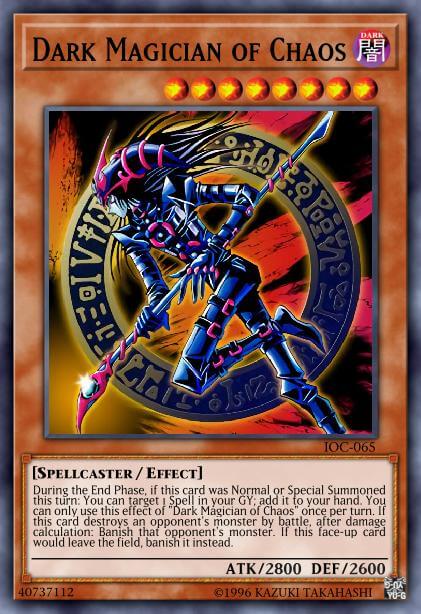 Dark Magician of Chaos
DARK
闇
IOC-065
[Spellcaster / Effect]
During the End Phase, if this card was Normal or Special Summoned
this turn: You can target 1 Spell in your GY; add it to your hand. You
can only use this effect of "Dark Magician of Chaos" once per turn. If
this card destroys an opponent's monster by battle, after damage
calculation: Banish that opponent's monster. If this face-up card
would leave the field, banish it instead.
ATK/2800 DEF/2600
40737112
©1996 KAZUKI TAKAHASHI